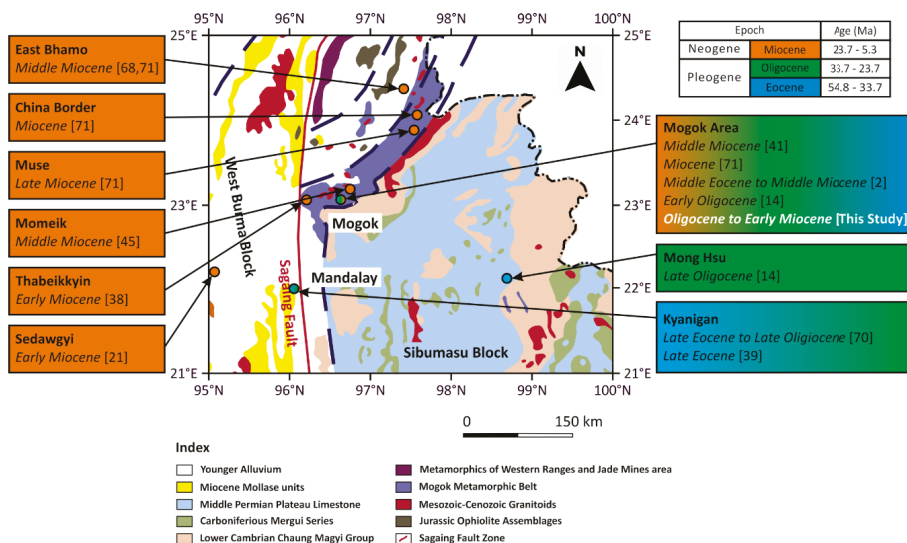 95°N
96°N
97°N
98°N
99°N
100°N
25°N
25°E
24°E
23°E
22°E
21°E
21°E
95°N
96°N
97°N
98°N
99°N
100°N
N
East Bhamo
Middle Miocene [68,71]
China Border
Miocene [71]
Muse
Late Miocene [71]
Momeik
Middle Miocene [45]
Thabeikkyin
Early Miocene [38]
Sedawgyi
Early Miocene [21]
West Burma Block
Sagaing Fault
Mogok
Mandalay
Sibumasu Block
Epoch Age (Ma)
Neogene Miocene 23.7 - 5.3
Pleogene Oligocene 33.7 - 23.7
Eocene 54.8 - 33.7
Mogok Area
Middle Miocene [41]
Miocene [71]
Middle Eocene to Middle Miocene [2]
Early Oligocene [14]
Oligocene to Early Miocene [This Study]
Mong Hsu
Late Oligocene [14]
Kyanigan
Late Eocene to Late Oligiocene [70]
Late Eocene [39]
0 150 km
Index
Younger Alluvium
Miocene Mollase units
Middle Permian Plateau Limestone
Carboniferious Mergui Series
Lower Cambrian Chaung Magyi Group
Metamorphics of Western Ranges and Jade Mines area
Mogok Metamorphic Belt
Mesozoic-Cenozoic Granitoids
Jurassic Ophiolite Assemblages
Sagaing Fault Zone